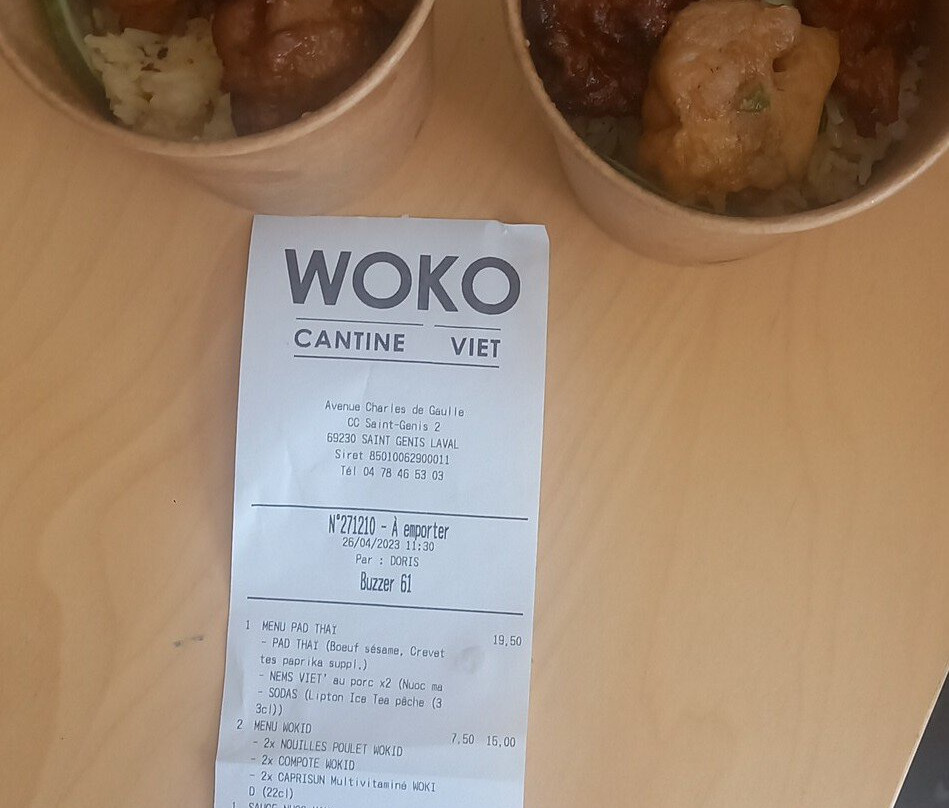 WOKO
CANTINE VIET
Avenue Charles de Gaulle
CC Saint-Genis 2
69230 SAINT GENIS LAVAL
Siret 85010062900011
Tél 04 78 46 53 03
N°271210 - À emporter
26/04/2023 11:30
Par : DORIS
Buzzer 61
1 MENU PAD THAI 19,50
- PAD THAI (Boeuf sésame, Crevet
tes paprika suppl.)
- NEMS VIET' au porc x2 (Nuoc ma
- SODAS (Lipton Ice Tea pêche (3
3cl))
2 MENU WOKID 7,50 15,00
- 2x NOUILLES POULET WOKID
- 2x COMPOTE WOKID
- 2x CAPRISUN Multivitaminé WOKI
D (22cl)
1 SAUCE